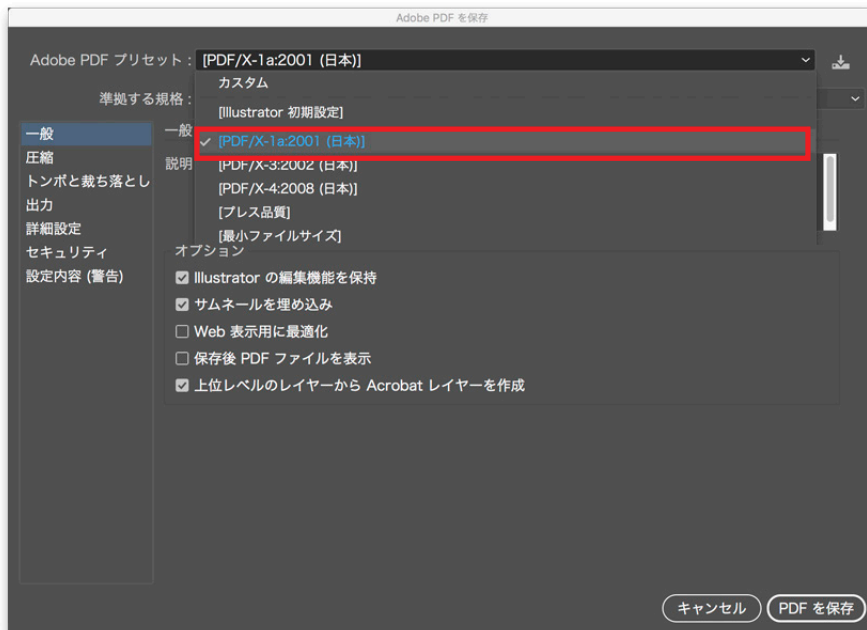 Adobe PDF を保存
Adobe PDF プリセット : [PDF/X-1a:2001 (日本)]
カスタム
準拠する規格 :
[Illustrator 初期設定]
一般
一般
[PDF/X-1a:2001 (日本)]
圧縮
説明
[PDF/X-3:2002 (日本)]
トンボと裁ち落とし
[PDF/X-4:2008 (日本)]
出力
[プレス品質]
詳細設定
[最小ファイルサイズ]
セキュリティ
オプション
設定内容 (警告)
Illustrator の編集機能を保持
サムネールを埋め込み
Web 表示用に最適化
保存後 PDF ファイルを表示
上位レベルのレイヤーから Acrobat レイヤーを作成
キャンセル
PDF を保存